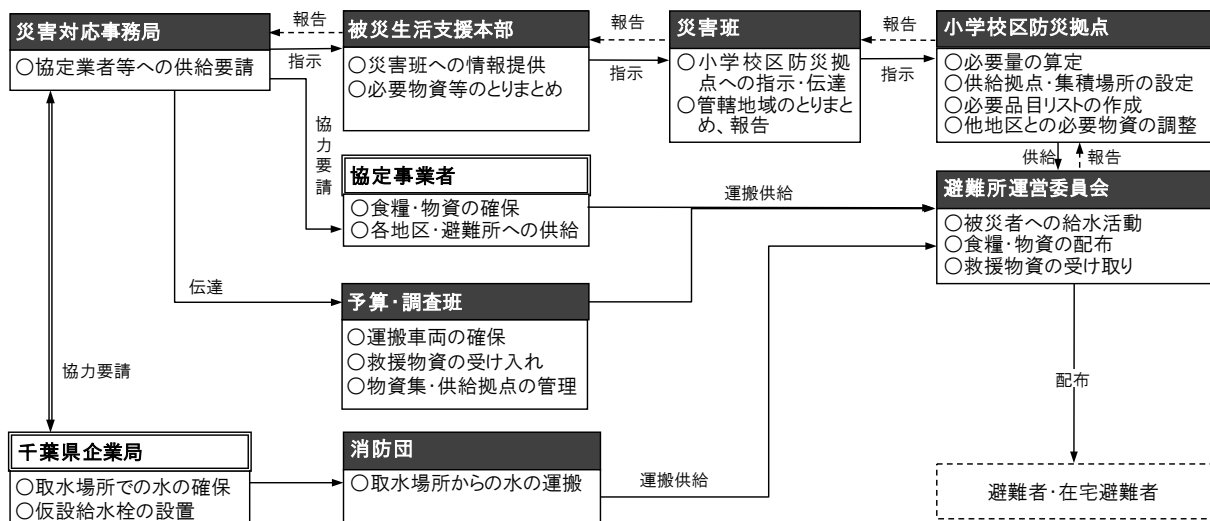 災害対応事務局
○協定業者等への供給要請
報告
指示
被災生活支援本部
○災害班への情報提供
○必要物資等のとりまとめ
報告
指示
災害班
○小学校区防災拠
点への指示・伝達
○管轄地域のとりまと
め、報告
報告
指示
小学校区防災拠点
○必要量の算定
○供給拠点・集積場所の設定
○必要品目リストの作成
○他地区との必要物資の調整
協力要請
供給
報告
協定事業者
○食糧・物資の確保
○各地区・避難所への供給
運搬供給
避難所運営委員会
○被災者への給水活動
○食糧・物資の配布
○救援物資の受け取り
伝達
予算・調査班
○運搬車両の確保
○救援物資の受け入れ
○物資集・供給拠点の管理
協力要請
配布
千葉県企業局
○取水場所での水の確保
○仮設給水栓の設置
消防団
○取水場所からの水の運搬
運搬供給
避難者・在宅避難者